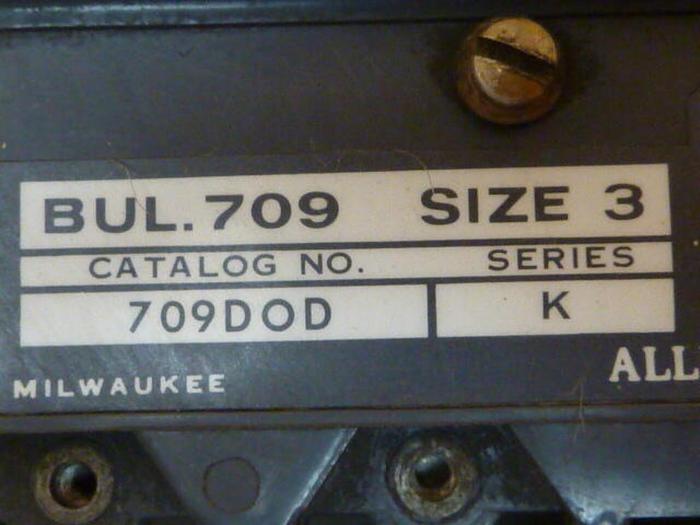 BUL. 709 SIZE 3
CATALOG NO. SERIES
709DOD K
MILWAUKEE ALL